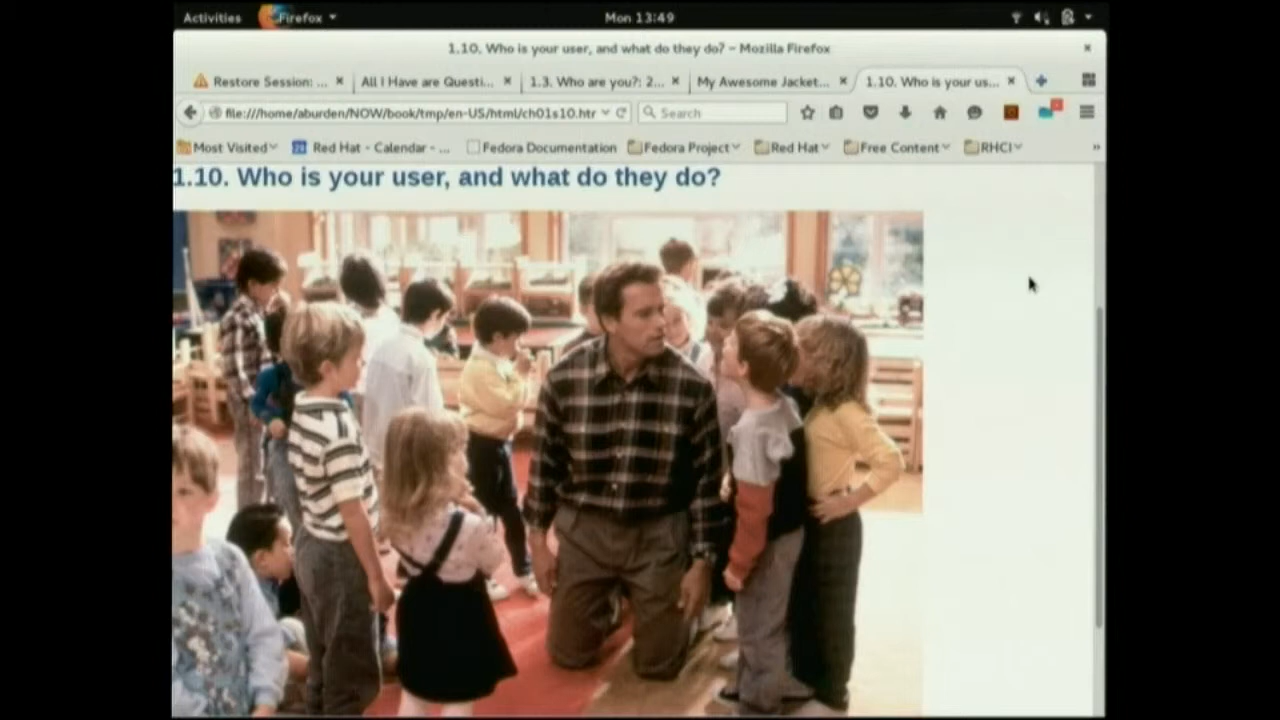 Activities Firefox Mon 13:49
1.10. Who is your user, and what do they do? – Mozilla Firefox
Restore Session: ... All I Have are Questi... 1.3. Who are you?: 2... My Awesome Jacket... 1.10. Who is your us...
file:///home/aburden/NOW/book/tmp/en-US/html/ch01s10.htr Search
Most Visited Red Hat - Calendar - ... Fedora Documentation Fedora Project Red Hat Free Content RHCI »
1.10. Who is your user, and what do they do?